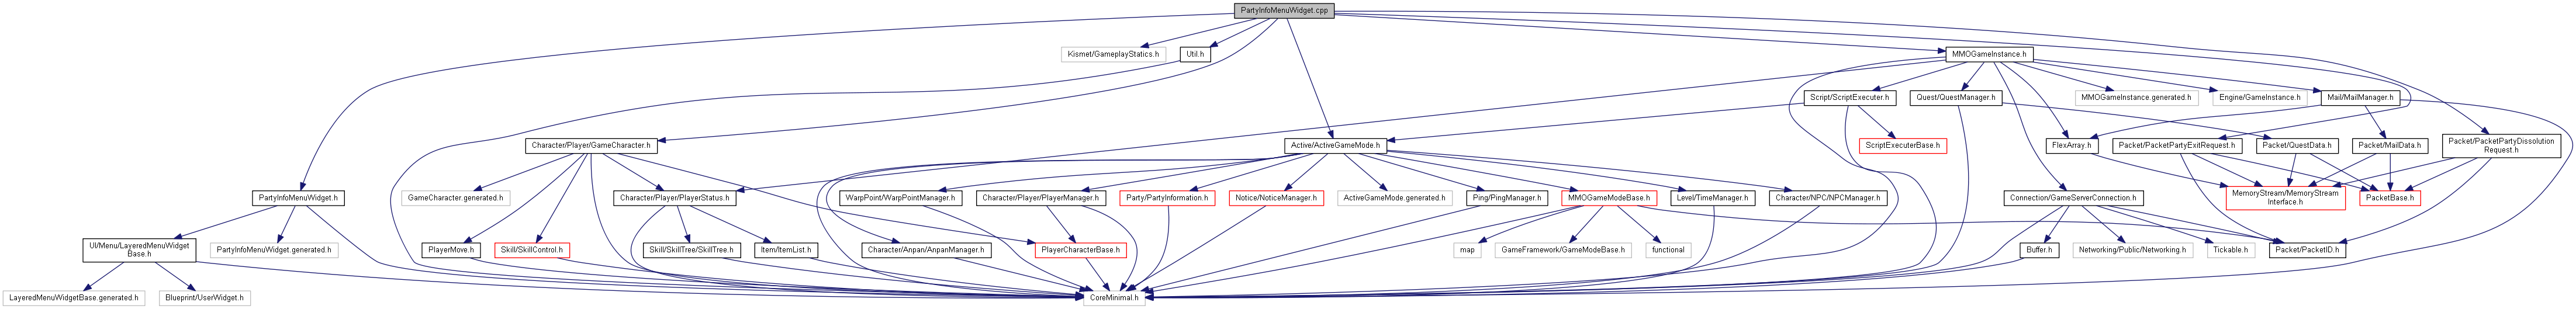 PartyInfoMenuWidget.cpp
Kismet/GameplayStatics.h
Util.h
MMOGameInstance.h
Script/ScriptExecuter.h
Quest/QuestManager.h
MMOGameInstance.generated.h
Engine/GameInstance.h
Mail/MailManager.h
Character/Player/GameCharacter.h
Active/ActiveGameMode.h
ScriptExecuterBase.h
FlexArray.h
Packet/PacketPartyExitRequest.h
Packet/QuestData.h
Packet/MailData.h
Packet/PacketPartyDissolution
Request.h
PartyInfoMenuWidget.h
GameCharacter.generated.h
Character/Player/PlayerStatus.h
WarpPoint/WarpPointManager.h
Character/Player/PlayerManager.h
Party/PartyInformation.h
Notice/NoticeManager.h
ActiveGameMode.generated.h
Ping/PingManager.h
MMOGameModeBase.h
Level/TimeManager.h
Character/NPC/NPCManager.h
Connection/GameServerConnection.h
MemoryStream/MemoryStream
Interface.h
PacketBase.h
UI/Menu/LayeredMenuWidget
Base.h
PartyInfoMenuWidget.generated.h
PlayerMove.h
Skill/SkillControl.h
Skill/SkillTree/SkillTree.h
Item/ItemList.h
Character/Anpan/AnpanManager.h
PlayerCharacterBase.h
map
GameFramework/GameModeBase.h
functional
Buffer.h
Networking/Public/Networking.h
Tickable.h
Packet/PacketID.h
LayeredMenuWidgetBase.generated.h
Blueprint/UserWidget.h
CoreMinimal.h